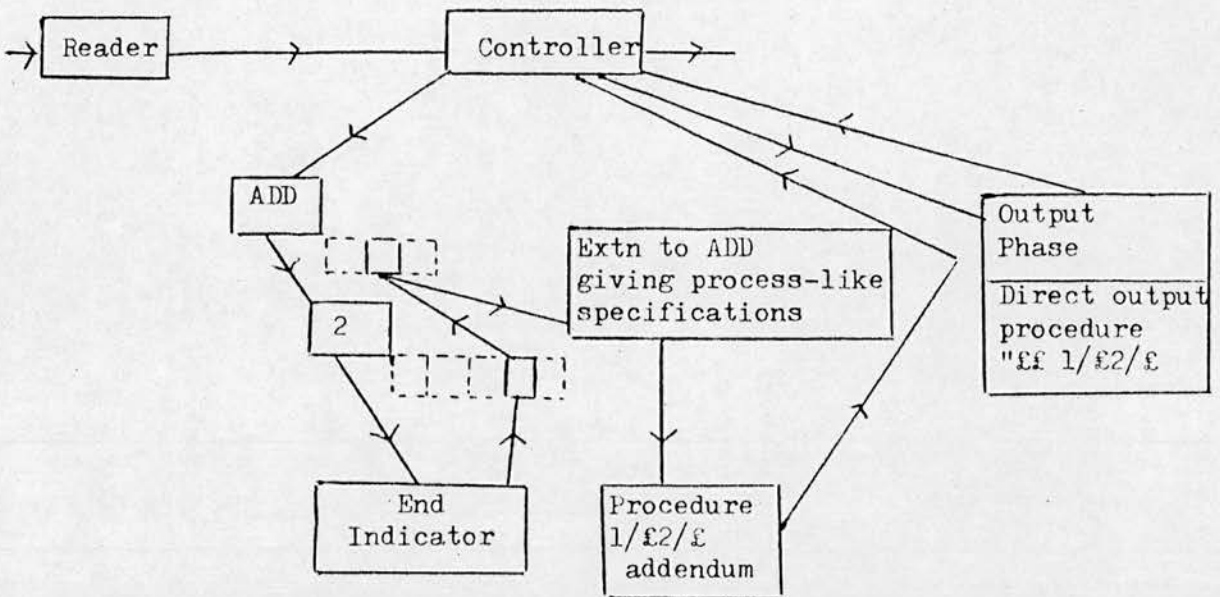 Reader
Controller
ADD
Extn to ADD
giving process-like
specifications
Output
Phase
Direct output
procedure
"££ 1/£2/£
2
End
Indicator
Procedure
1/£2/£
addendum